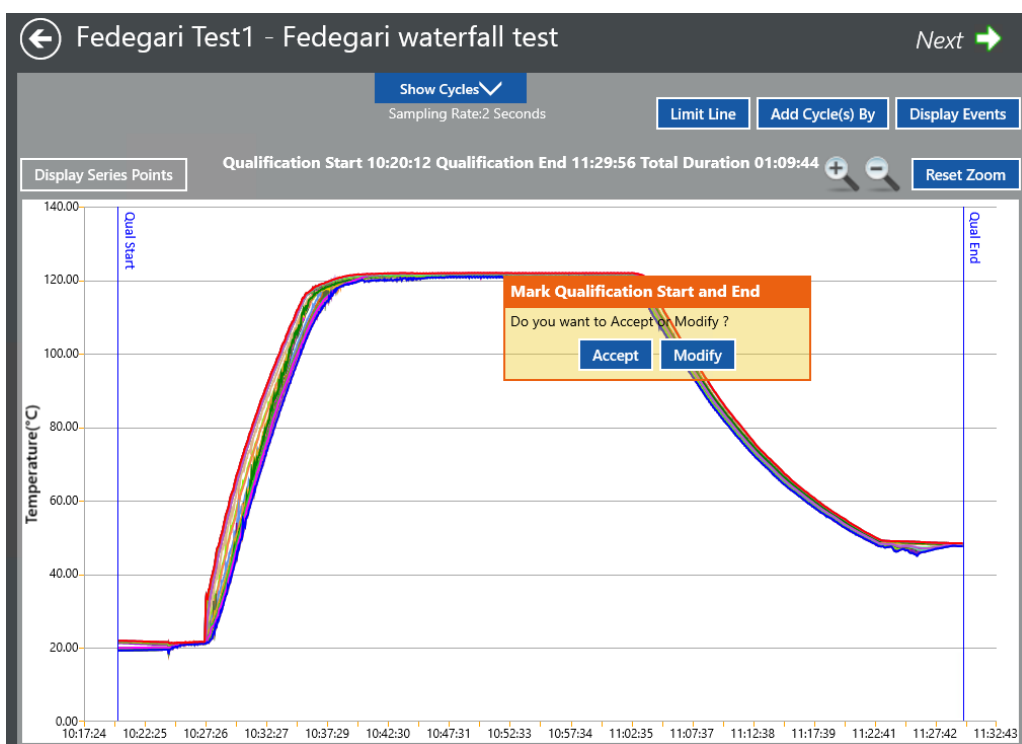 Fedegari Test1 - Fedegari waterfall test
Next
Show Cycles
Sampling Rate:2 Seconds
Limit Line
Add Cycle(s) By
Display Events
Display Series Points
Qualification Start 10:20:12 Qualification End 11:29:56 Total Duration 01:09:44
Reset Zoom
140.00
120.00
100.00
80.00
60.00
40.00
20.00
0.00
Temperature(°C)
Qual Start
Qual End
Mark Qualification Start and End
Do you want to Accept or Modify ?
Accept
Modify
10:17:24 10:22:25 10:27:26 10:32:27 10:37:29 10:42:30 10:47:31 10:52:33 10:57:34 11:02:35 11:07:37 11:12:38 11:17:39 11:22:41 11:27:42 11:32:43